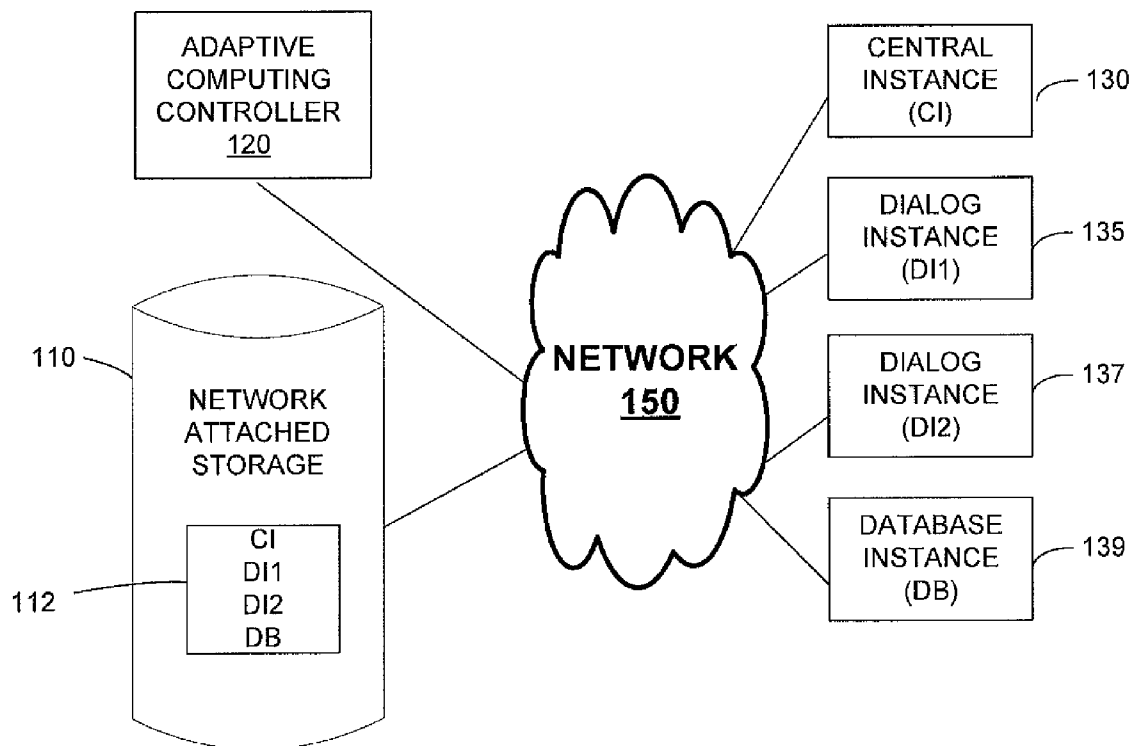 ADAPTIVE
COMPUTING
CONTROLLER
120
110
NETWORK
ATTACHED
STORAGE
112
CI
DI1
DI2
DB
NETWORK
150
CENTRAL
INSTANCE
(CI)
130
DIALOG
INSTANCE
(DI1)
135
DIALOG
INSTANCE
(DI2)
137
DATABASE
INSTANCE
(DB)
139